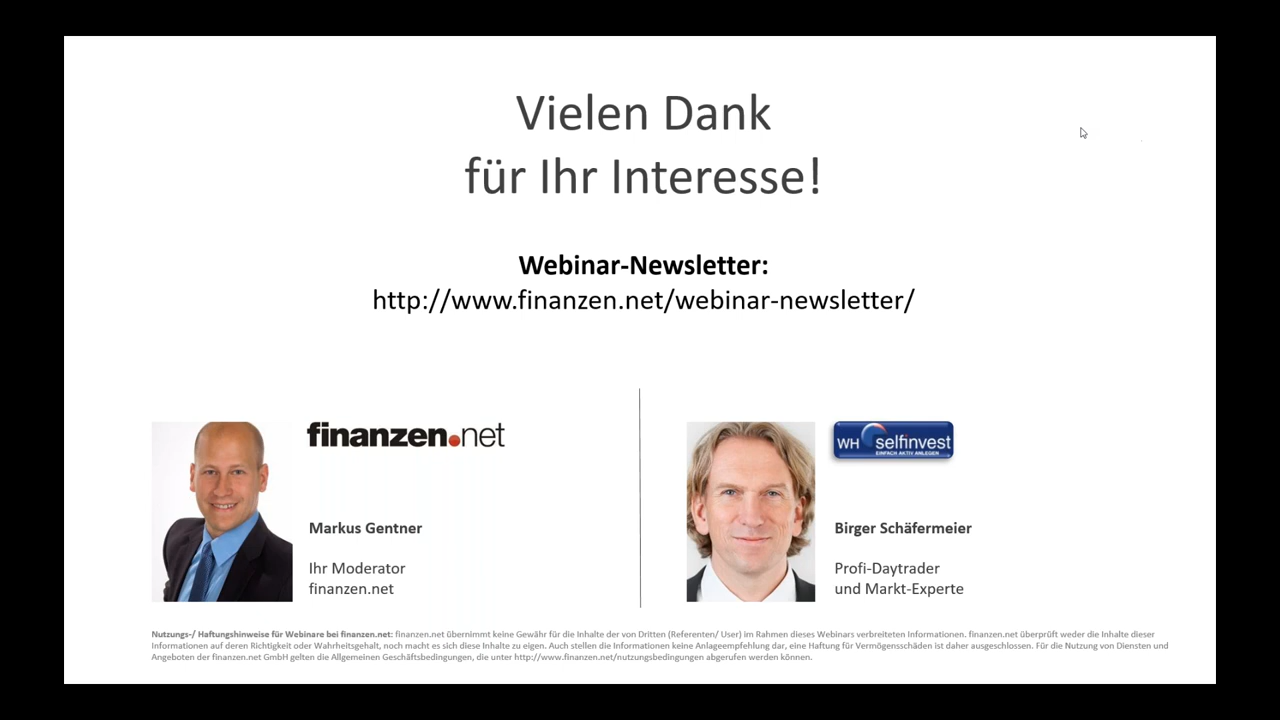 Vielen Dank
für Ihr Interesse!
Webinar-Newsletter:
http://www.finanzen.net/webinar-newsletter/
finanzen.net
Markus Gentner
Ihr Moderator
finanzen.net
WH selfinvest
EINFACH AKTIV ANLEGEN
Birger Schäfermeier
Profi-Daytrader
und Markt-Experte
Nutzungs-/ Haftungshinweise für Webinare bei finanzen.net: finanzen.net übernimmt keine Gewähr für die Inhalte der von Dritten (Referenten/ User) im Rahmen dieses Webinars verbreiteten Informationen. finanzen.net überprüft weder die Inhalte dieser
Informationen auf deren Richtigkeit oder Wahrheitsgehalt, noch macht es sich diese Inhalte zu eigen. Auch stellen die Informationen keine Anlageempfehlung dar, eine Haftung für Vermögensschäden ist daher ausgeschlossen. Für die Nutzung von Diensten und
Angeboten der finanzen.net GmbH gelten die Allgemeinen Geschäftsbedingungen, die unter http://www.finanzen.net/nutzungsbedingungen abgerufen werden können.